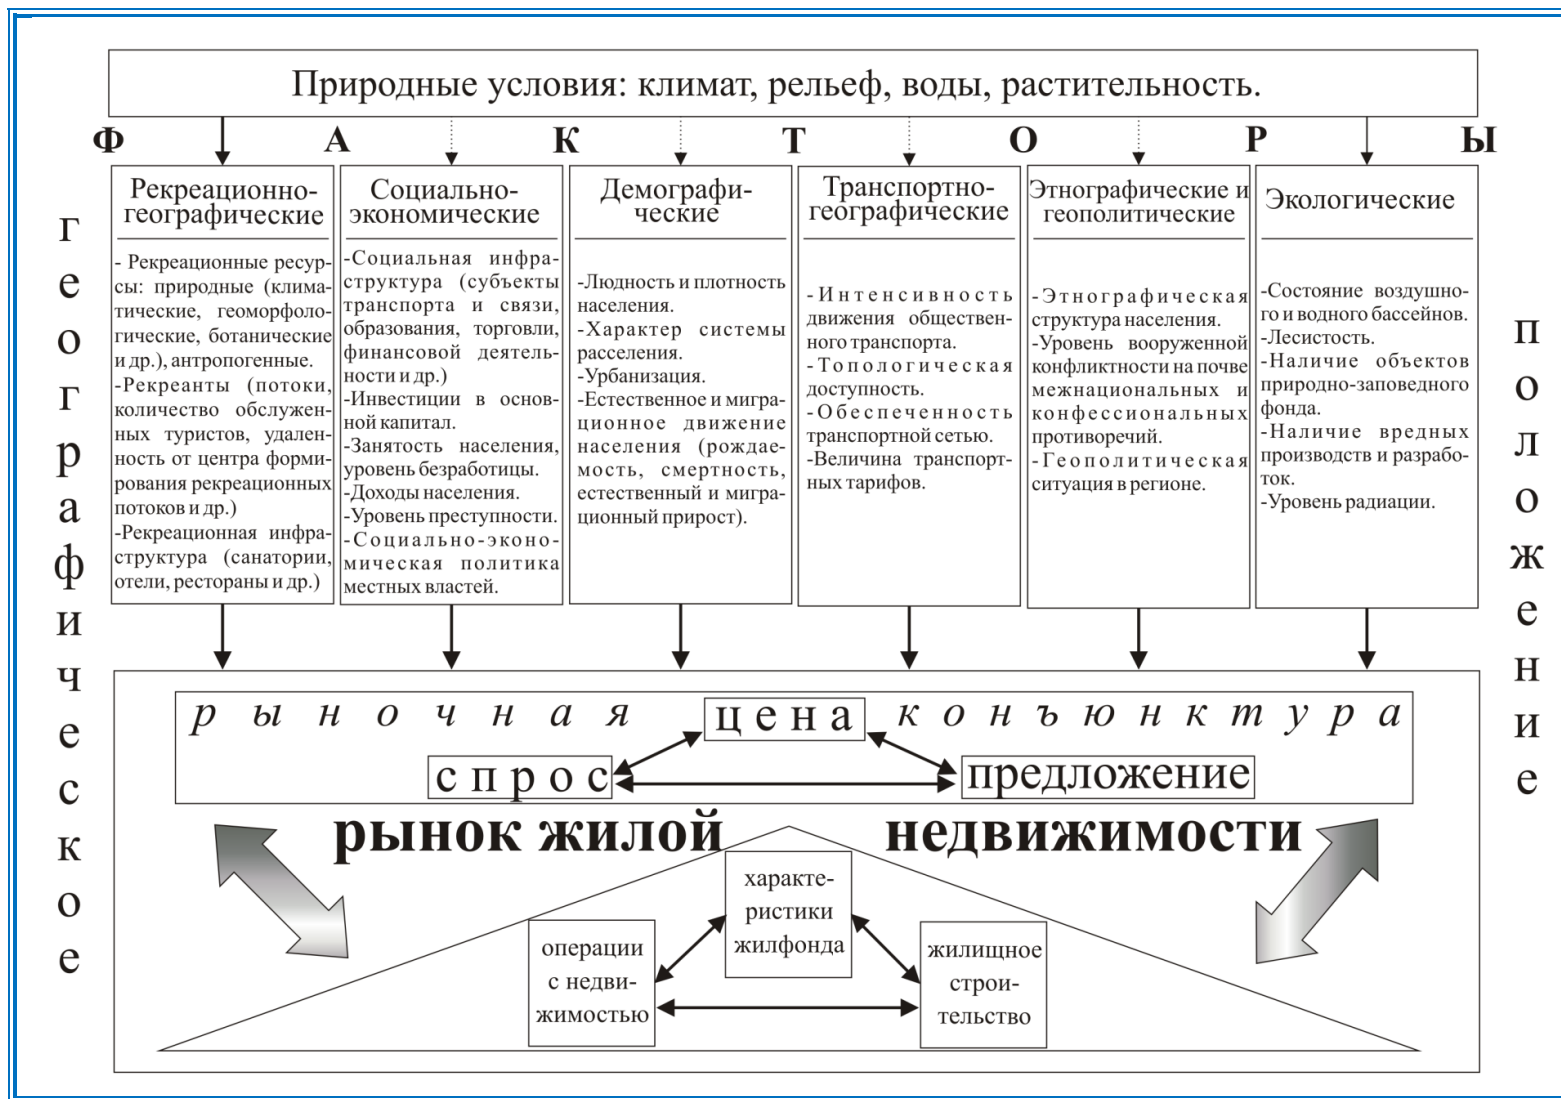 Природные условия: климат, рельеф, воды, растительность.
Ф А К Т О Р Ы
географическое
Рекреационно-
географические
- Рекреационные ресур-
сы: природные (клима-
тические, геоморфоло-
гические, ботанические
и др.), антропогенные.
-Рекреанты (потоки,
количество обслужен-
ных туристов, удален-
ность от центра форми-
рования рекреационных
потоков и др.)
-Рекреационная инфра-
структура (санатории,
отели, рестораны и др.)
Социально-
экономические
-Социальная инфра-
структура (субъекты
транспорта и связи,
образования, торговли,
финансовой деятель-
ности и др.)
-Инвестиции в основ-
ной капитал.
-Занятость населения,
уровень безработицы.
-Доходы населения.
-Уровень преступности.
-Социально-эконо-
мическая политика
местных властей.
Демографи-
ческие
-Людность и плотность
населения.
-Характер системы
расселения.
-Урбанизация.
-Естественное и мигра-
ционное движение
населения (рождае-
мость, смертность,
естественный и мигра-
ционный прирост).
Транспортно-
географические
-Интенсивность
движения обществен-
ного транспорта.
-Топологическая
доступность.
-Обеспеченность
транспортной сетью.
-Величина транспорт-
ных тарифов.
Этнографические и
геополитические
-Этнографическая
структура населения.
-Уровень вооруженной
конфликтности на почве
межнациональных и
конфессиональных
противоречий.
-Геополитическая
ситуация в регионе.
Экологические
-Состояние воздушно-
го и водного бассейнов.
-Лесистость.
-Наличие объектов
природно-заповедного
фонда.
-Наличие вредных
производств и разрабо-
ток.
-Уровень радиации.
положение
рыночная цена конъюнктура
спрос предложение
рынок жилой недвижимости
характе-
ристики
жилфонда
операции
с недви-
жимостью
жилищное
строи-
тельство